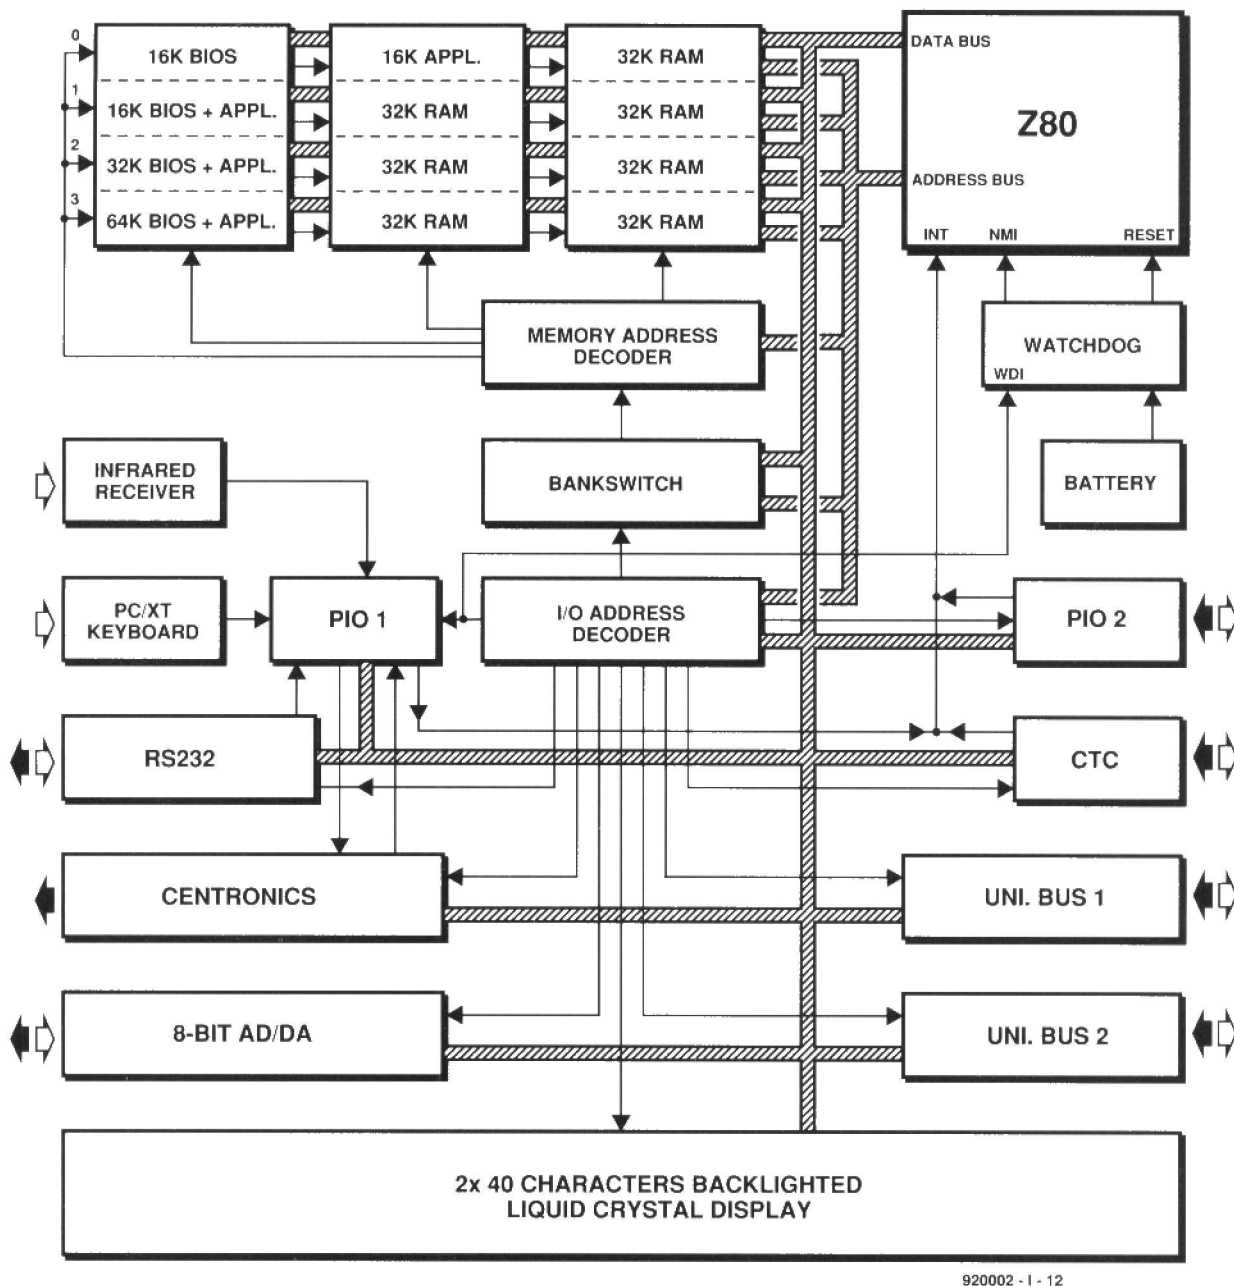 0
16K BIOS
16K APPL.
32K RAM
DATA BUS
Z80
1
16K BIOS + APPL.
32K RAM
32K RAM
2
32K BIOS + APPL.
32K RAM
32K RAM
ADDRESS BUS
3
64K BIOS + APPL.
32K RAM
32K RAM
INT
NMI
RESET
MEMORY ADDRESS
DECODER
WATCHDOG
WDI
INFRARED
RECEIVER
BANKSWITCH
BATTERY
PC/XT
KEYBOARD
PIO 1
I/O ADDRESS
DECODER
PIO 2
RS232
CTC
CENTRONICS
UNI. BUS 1
8-BIT AD/DA
UNI. BUS 2
2x 40 CHARACTERS BACKLIGHTED
LIQUID CRYSTAL DISPLAY
920002 - I - 12